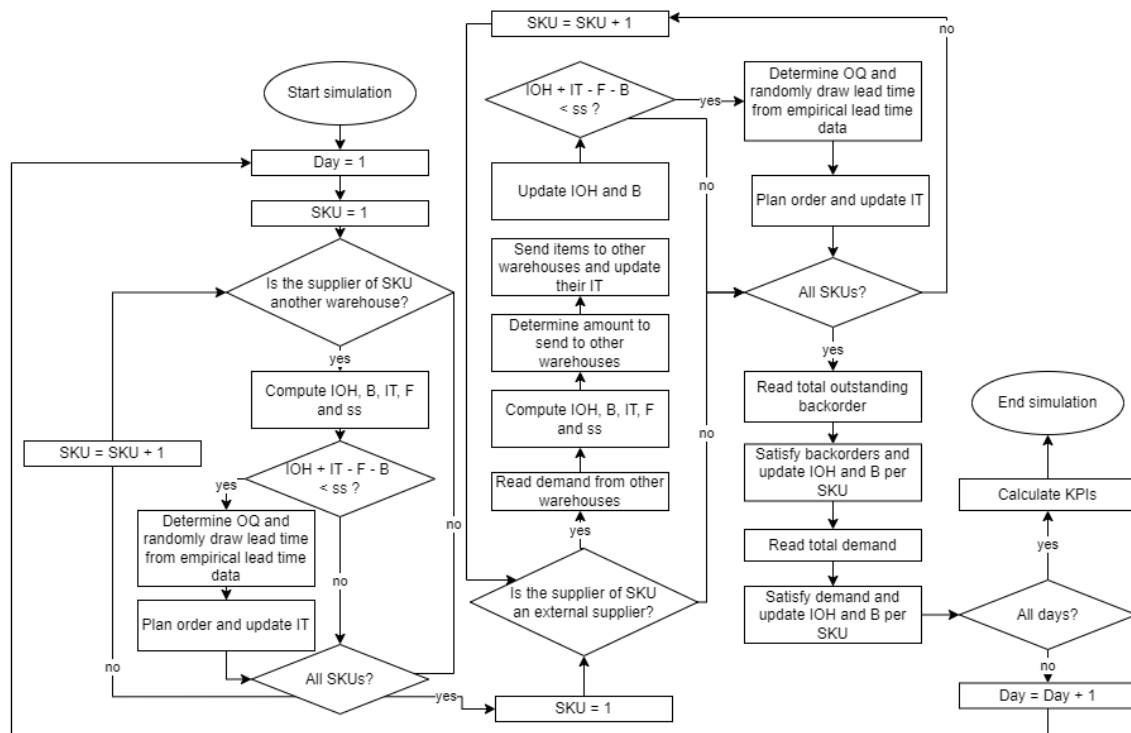 Start simulation
Day = 1
SKU = 1
Is the supplier of SKU
another warehouse?
yes
no
Compute IOH, B, IT, F
and ss
SKU = SKU + 1
IOH + IT - F - B
< ss ?
yes
no
Determine OQ and
randomly draw lead time
from empirical lead time
data
Plan order and update IT
no
All SKUs?
yes
SKU = 1
Is the supplier of SKU
an external supplier?
yes
no
Read demand from other
warehouses
Compute IOH, B, IT, F
and ss
Determine amount to
send to other
warehouses
Send items to other
warehouses and update
their IT
Update IOH and B
IOH + IT - F - B
< ss ?
yes
no
SKU = SKU + 1
no
Determine OQ and
randomly draw lead time
from empirical lead time
data
Plan order and update IT
All SKUs?
yes
Read total outstanding
backorder
Satisfy backorders and
update IOH and B per
SKU
Read total demand
Satisfy demand and
update IOH and B per
SKU
All days?
yes
Calculate KPIs
End simulation
no
Day = Day + 1